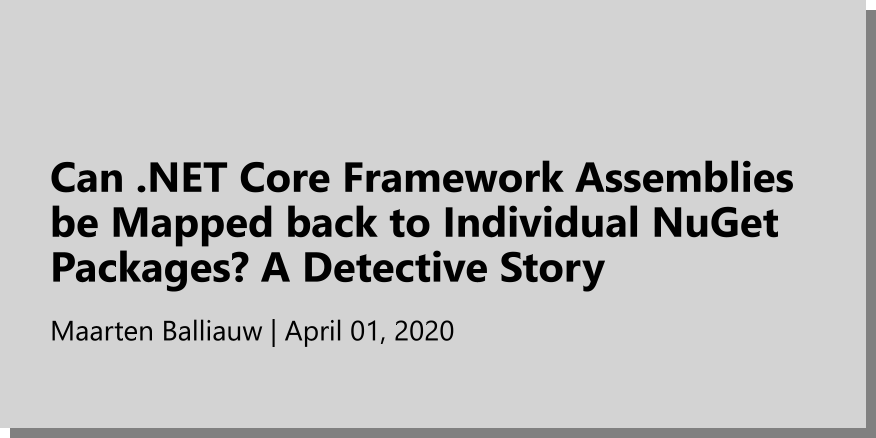 Can .NET Core Framework Assemblies
be Mapped back to Individual NuGet
Packages? A Detective Story
Maarten Balliauw | April 01, 2020